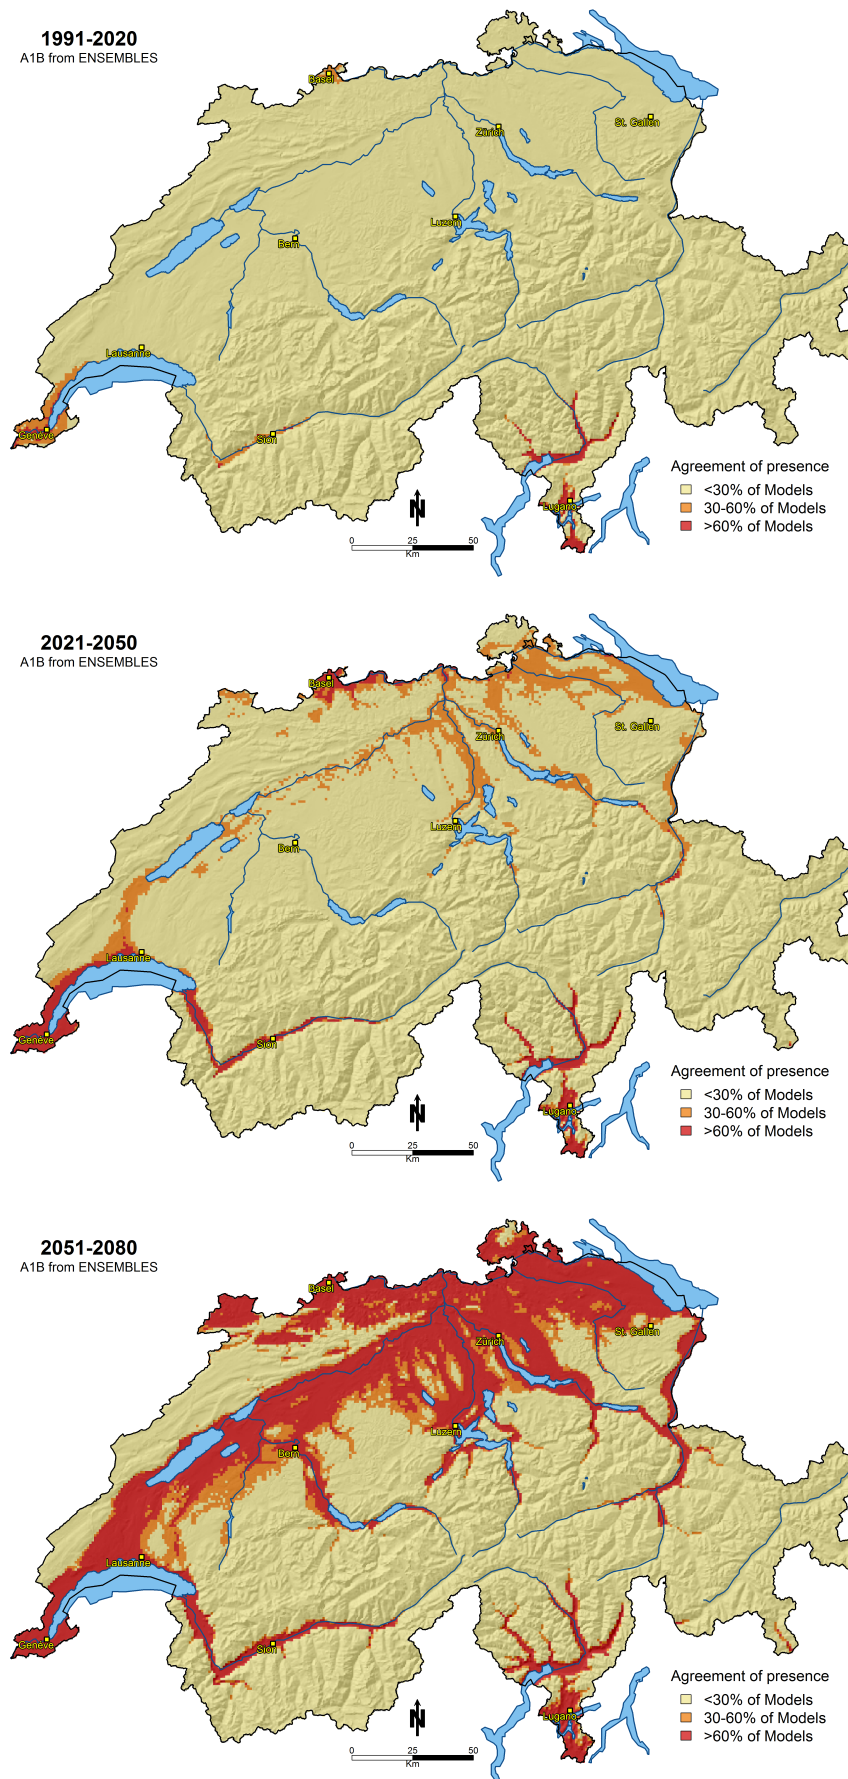 1991-2020
A1B from ENSEMBLES
Basel
Zürich
St. Gallen
Luzern
Bern
Lausanne
Genève
Sion
Lugano
N
Agreement of presence
<30% of Models
30-60% of Models
>60% of Models
0 25 50
Km
2021-2050
A1B from ENSEMBLES
Basel
Zürich
St. Gallen
Luzern
Bern
Lausanne
Genève
Sion
Lugano
N
Agreement of presence
<30% of Models
30-60% of Models
>60% of Models
0 25 50
Km
2051-2080
A1B from ENSEMBLES
Basel
Zürich
St. Gallen
Luzern
Bern
Lausanne
Genève
Sion
Lugano
N
Agreement of presence
<30% of Models
30-60% of Models
>60% of Models
0 25 50
Km